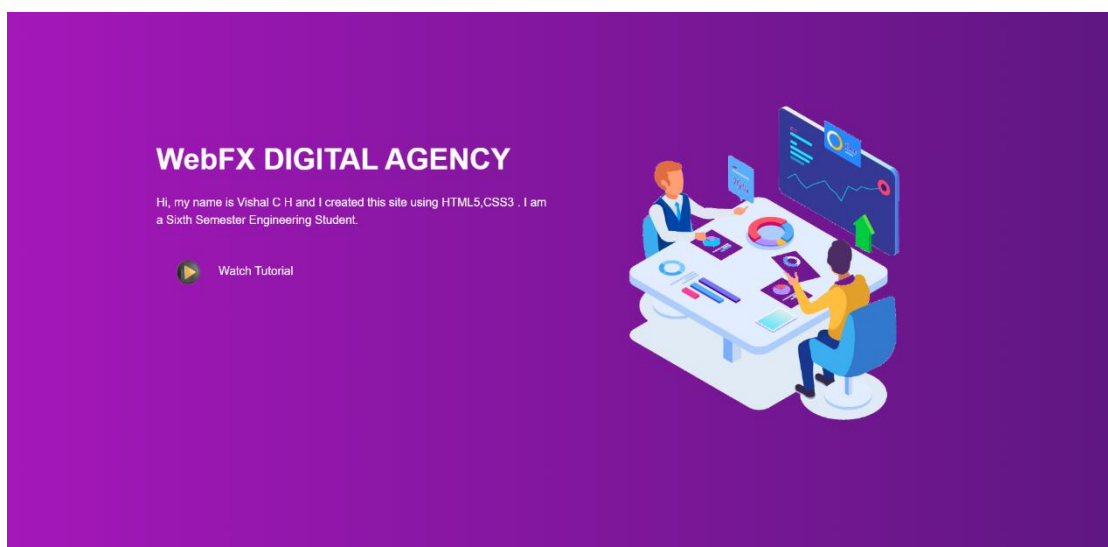 WebFX DIGITAL AGENCY
Hi, my name is Vishal C H and I created this site using HTML5,CSS3 . I am
a Sixth Semester Engineering Student.
Watch Tutorial